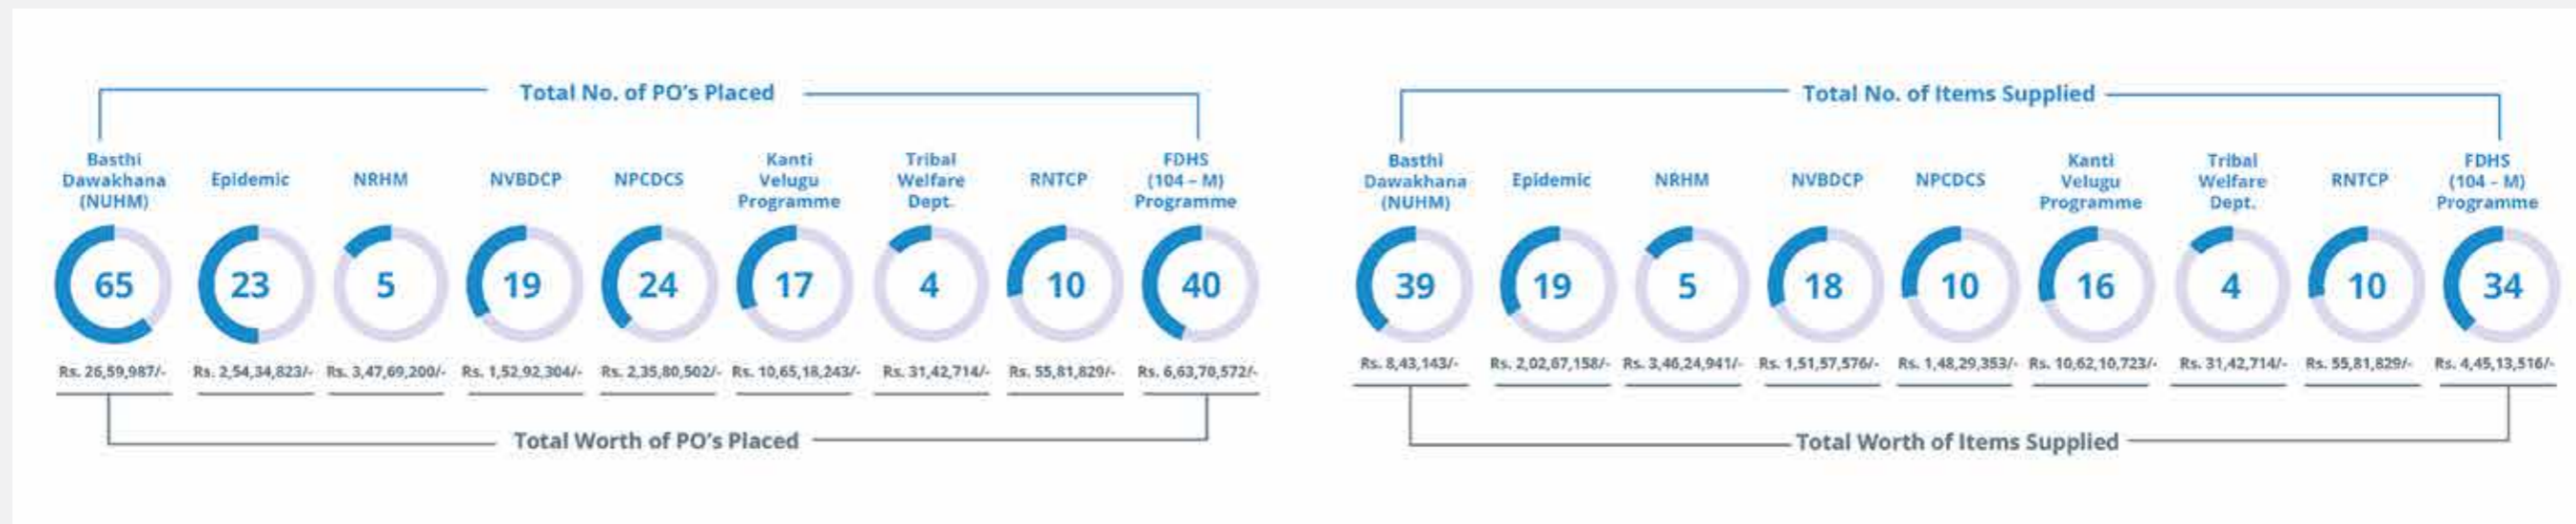 Total No. of PO's Placed
Basthi
Dawakhana
(NUHM)
Epidemic
NRHM
NVBDCP
NPCDCS
Kanti
Velugu
Programme
Tribal
Welfare
Dept.
RNTCP
FDHS
(104 – M)
Programme
65
23
5
19
24
17
4
10
40
Rs. 26,59,987/-
Rs. 2,54,34,823/-
Rs. 3,47,69,200/-
Rs. 1,52,92,304/-
Rs. 2,35,80,502/-
Rs. 10,65,18,243/-
Rs. 31,42,714/-
Rs. 55,81,829/-
Rs. 6,63,70,572/-
Total Worth of PO's Placed
Total No. of Items Supplied
Basthi
Dawakhana
(NUHM)
Epidemic
NRHM
NVBDCP
NPCDCS
Kanti
Velugu
Programme
Tribal
Welfare
Dept.
RNTCP
FDHS
(104 – M)
Programme
39
19
5
18
10
16
4
10
34
Rs. 8,43,143/-
Rs. 2,02,67,158/-
Rs. 3,46,24,941/-
Rs. 1,51,57,576/-
Rs. 1,48,29,353/-
Rs. 10,62,10,723/-
Rs. 31,42,714/-
Rs. 55,81,829/-
Rs. 4,45,13,516/-
Total Worth of Items Supplied